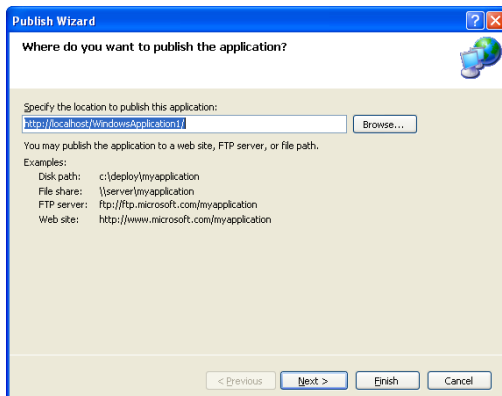 Publish Wizard
Where do you want to publish the application?
Specify the location to publish this application:
http://localhost/WindowsApplication1/
Browse...
You may publish the application to a web site, FTP server, or file path.
Examples:
Disk path: c:\deploy\myapplication
File share: \\server\myapplication
FTP server: ftp://ftp.microsoft.com/myapplication
Web site: http://www.microsoft.com/myapplication
< Previous Next > Finish Cancel